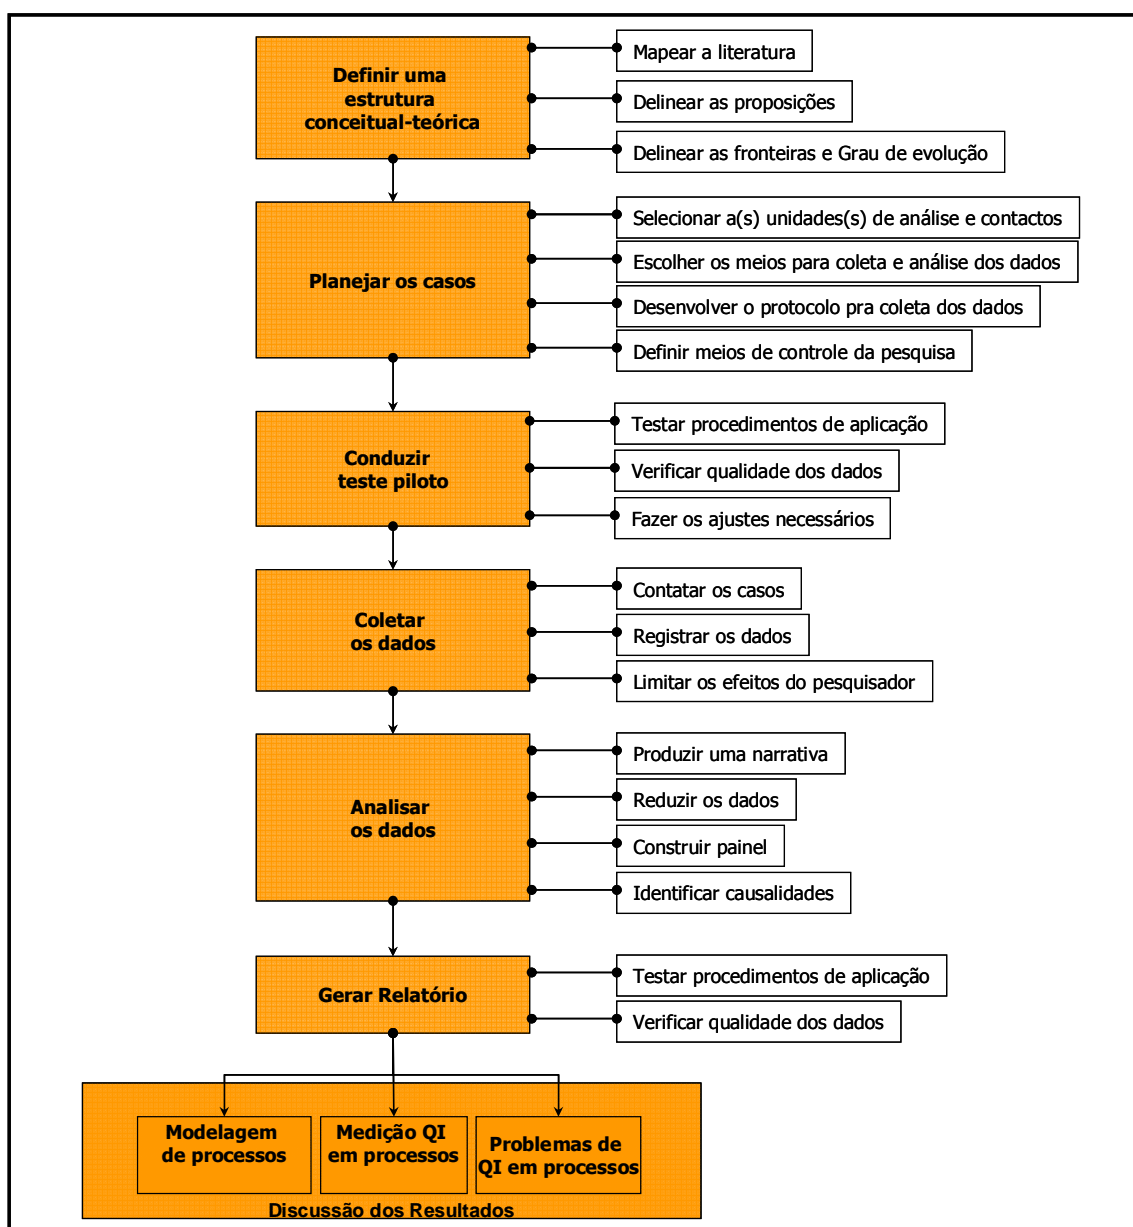 Definir uma
estrutura
conceitual-teórica
Mapear a literatura
Delinear as proposições
Delinear as fronteiras e Grau de evolução
Planejar os casos
Selecionar a(s) unidades(s) de análise e contactos
Escolher os meios para coleta e análise dos dados
Desenvolver o protocolo pra coleta dos dados
Definir meios de controle da pesquisa
Conduzir
teste piloto
Testar procedimentos de aplicação
Verificar qualidade dos dados
Fazer os ajustes necessários
Coletar
os dados
Contatar os casos
Registrar os dados
Limitar os efeitos do pesquisador
Analisar
os dados
Produzir uma narrativa
Reduzir os dados
Construir painel
Identificar causalidades
Gerar Relatório
Testar procedimentos de aplicação
Verificar qualidade dos dados
Modelagem
de processos
Medição QI
em processos
Problemas de
QI em processos
Discussão dos Resultados